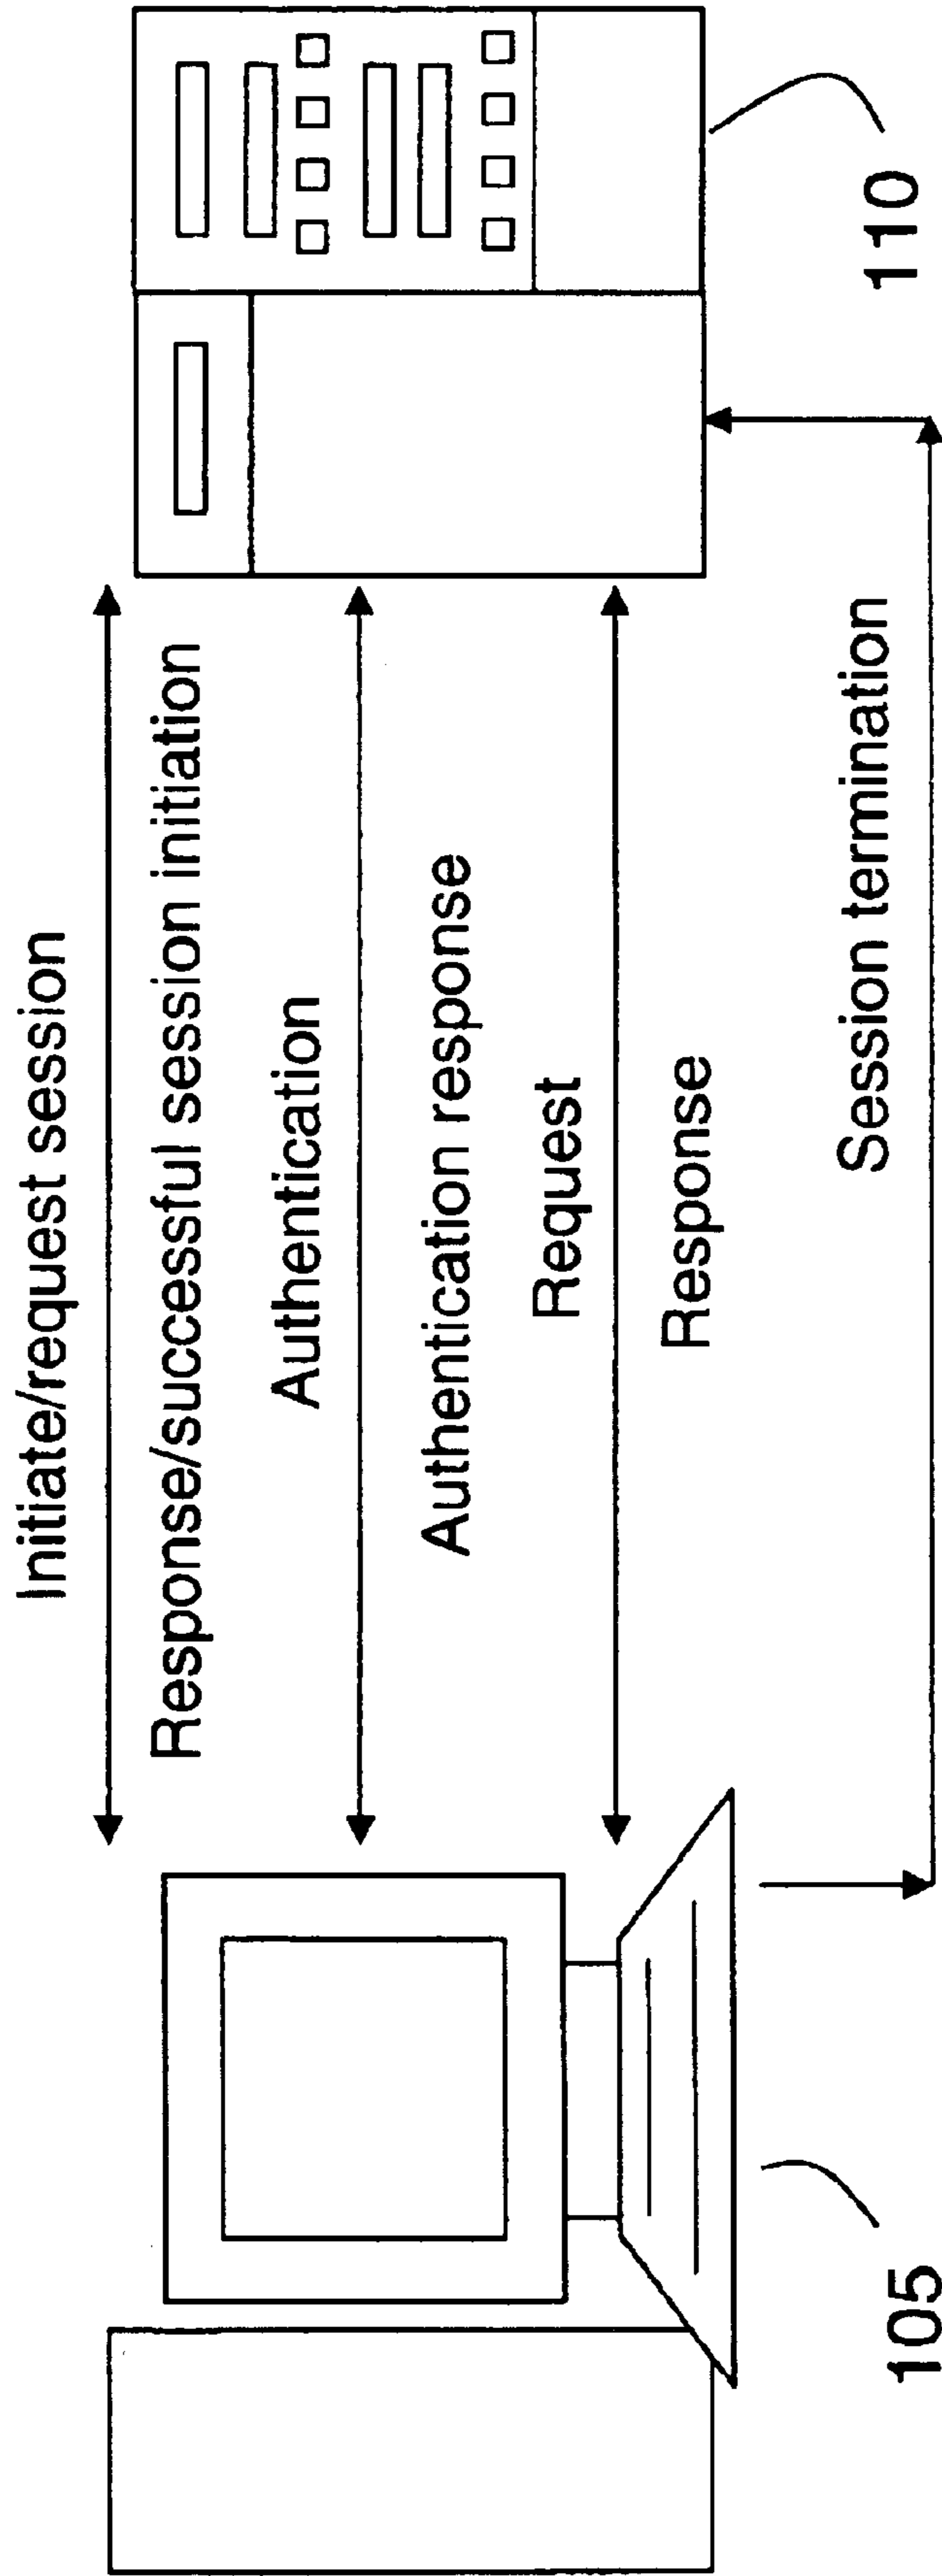 Initiate/request session
Response/successful session initiation
Authentication
Authentication response
Request
Response
Session termination
105
110